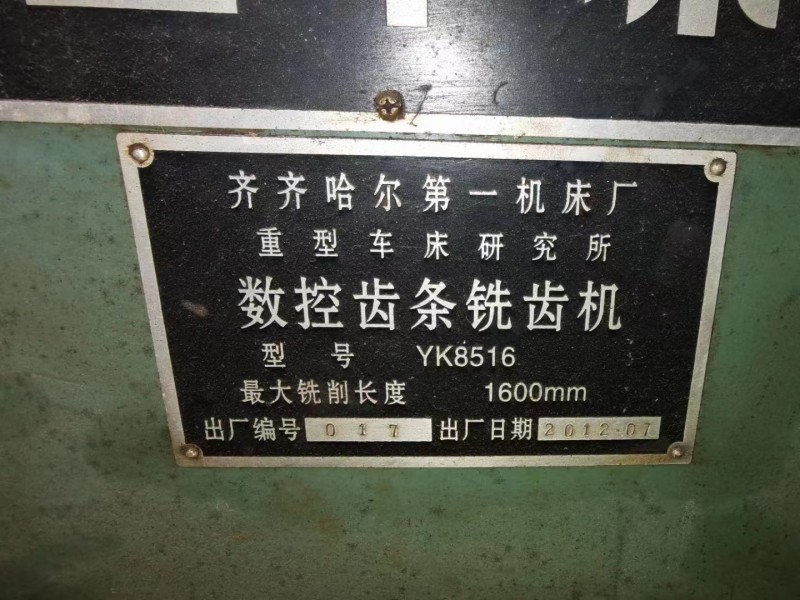 齐齐哈尔第一机床厂
重型车床研究所
数控齿条铣齿机
型号 YK8516
最大铣削长度 1600mm
出厂编号 017 出厂日期 2012·07